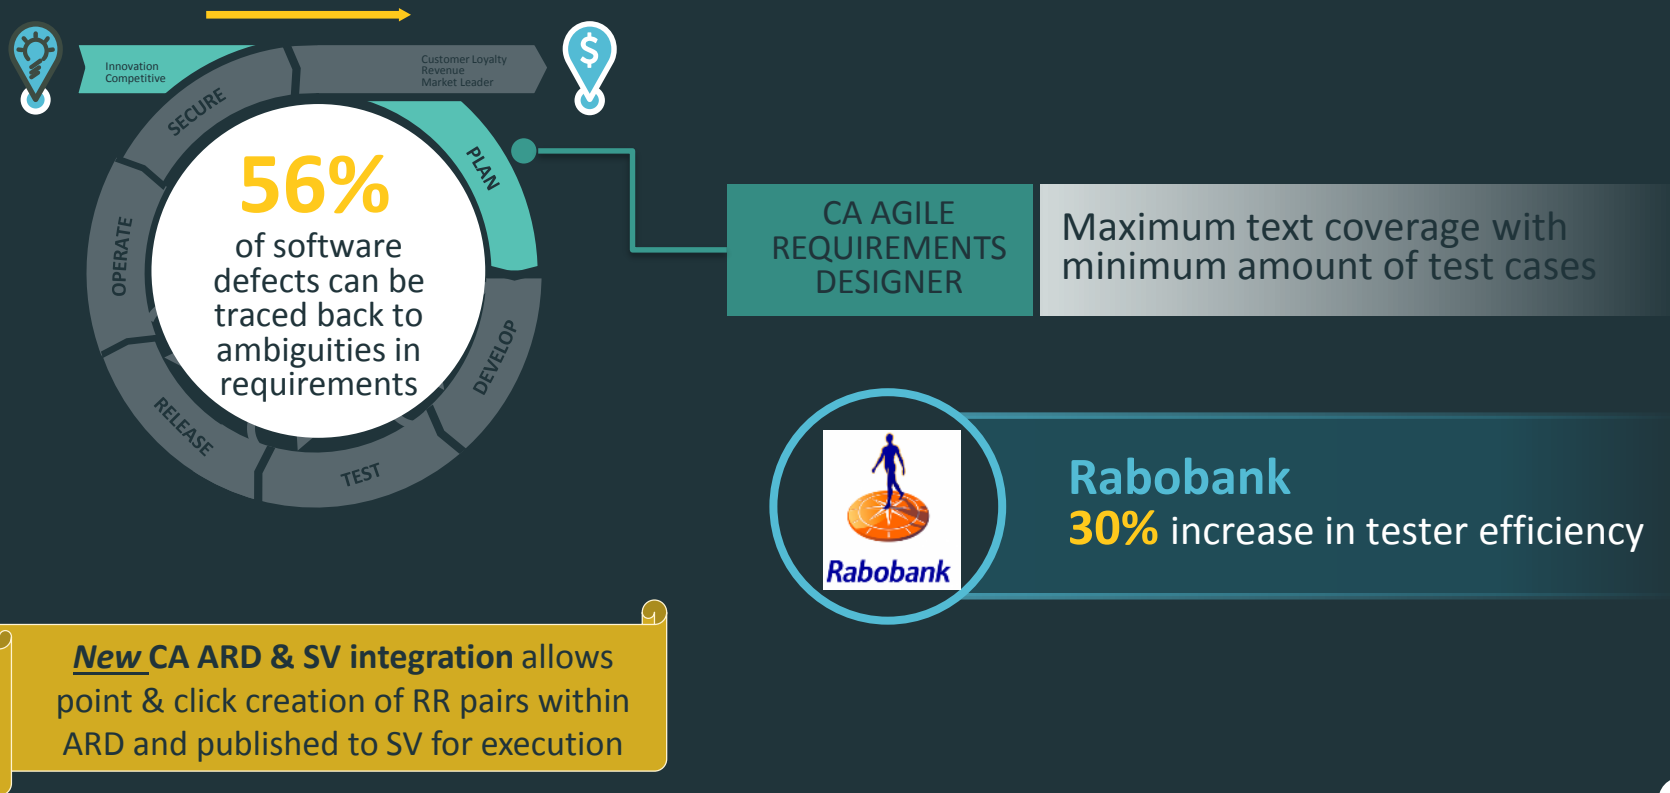 Innovation
Competitive
Customer Loyalty
Revenue
Market Leader
SECURE
PLAN
OPERATE
DEVELOP
RELEASE
TEST
56%
of software
defects can be
traced back to
ambiguities in
requirements
CA AGILE
REQUIREMENTS
DESIGNER
Maximum text coverage with
minimum amount of test cases
Rabobank
Rabobank
30% increase in tester efficiency
New CA ARD & SV integration allows
point & click creation of RR pairs within
ARD and published to SV for execution
$